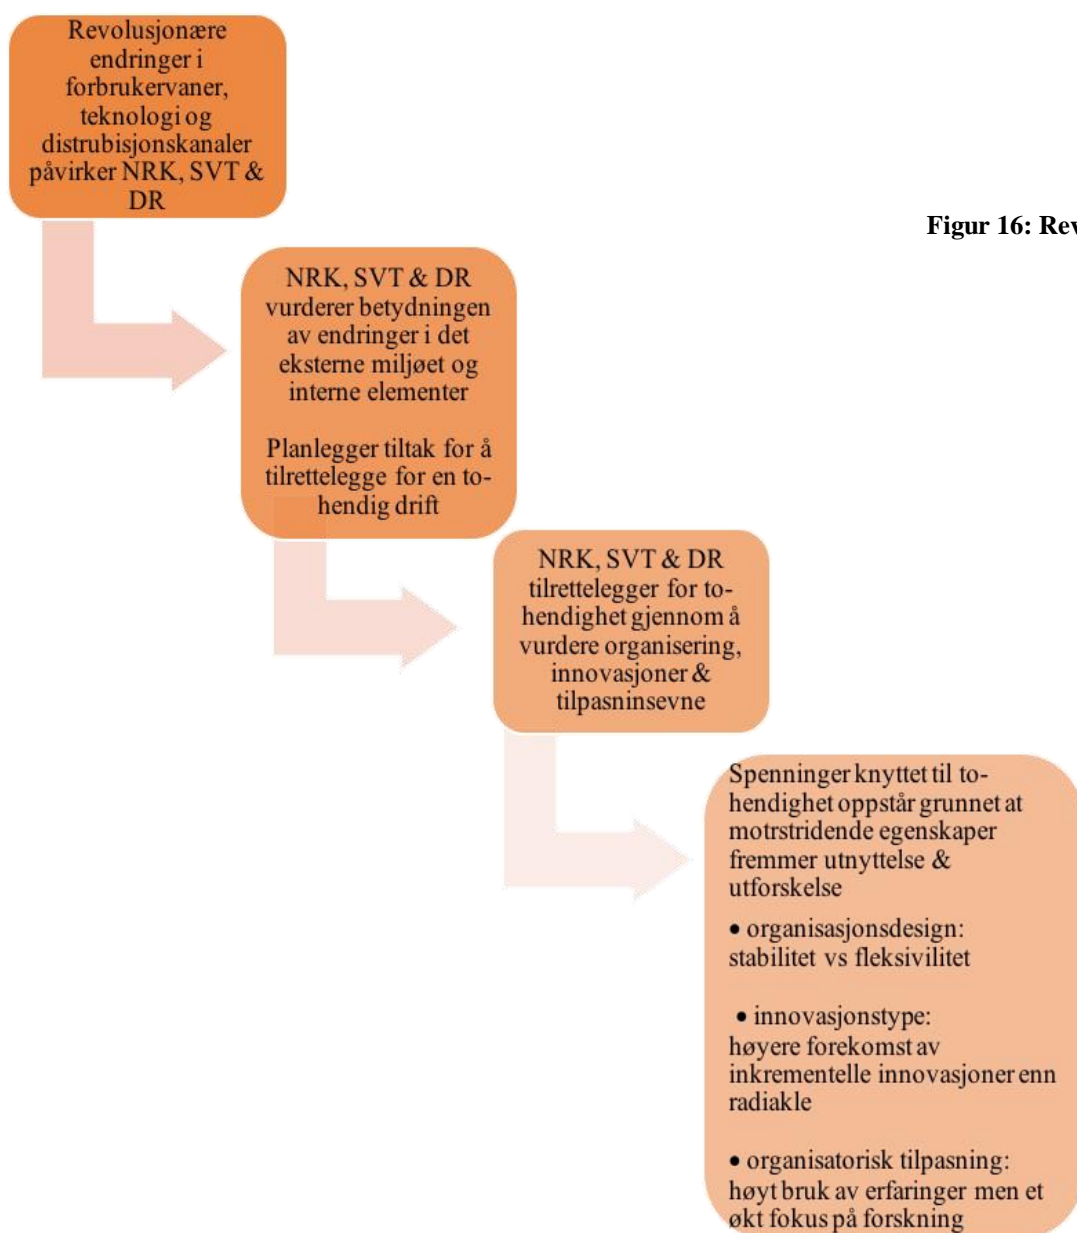 Revolusjonære
endringer i
forbrukervaner,
teknologi og
distrubisjonskanaler
påvirker NRK, SVT &
DR
Figur 16: Rev
NRK, SVT & DR
vurderer betydningen
av endringer i det
eksterne miljøet og
interne elementer
Planlegger tiltak for å
tilrettelegge for en to-
hendig drift
NRK, SVT & DR
tilrettelegger for to-
hendighet gjennom å
vurdere organisering,
innovasjoner &
tilpasninsevne
Spenninger knyttet til to-
hendighet oppstår grunnet at
motrstridende egenskaper
fremmer utnyttelse &
utforskelse
• organisasjonsdesign:
stabilitet vs fleksivilitet
• innovasjonstype:
høyere forekomst av
inkrementelle innovasjoner enn
radiakle
• organisatorisk tilpasning:
høyt bruk av erfaringer men et
økt fokus på forskning